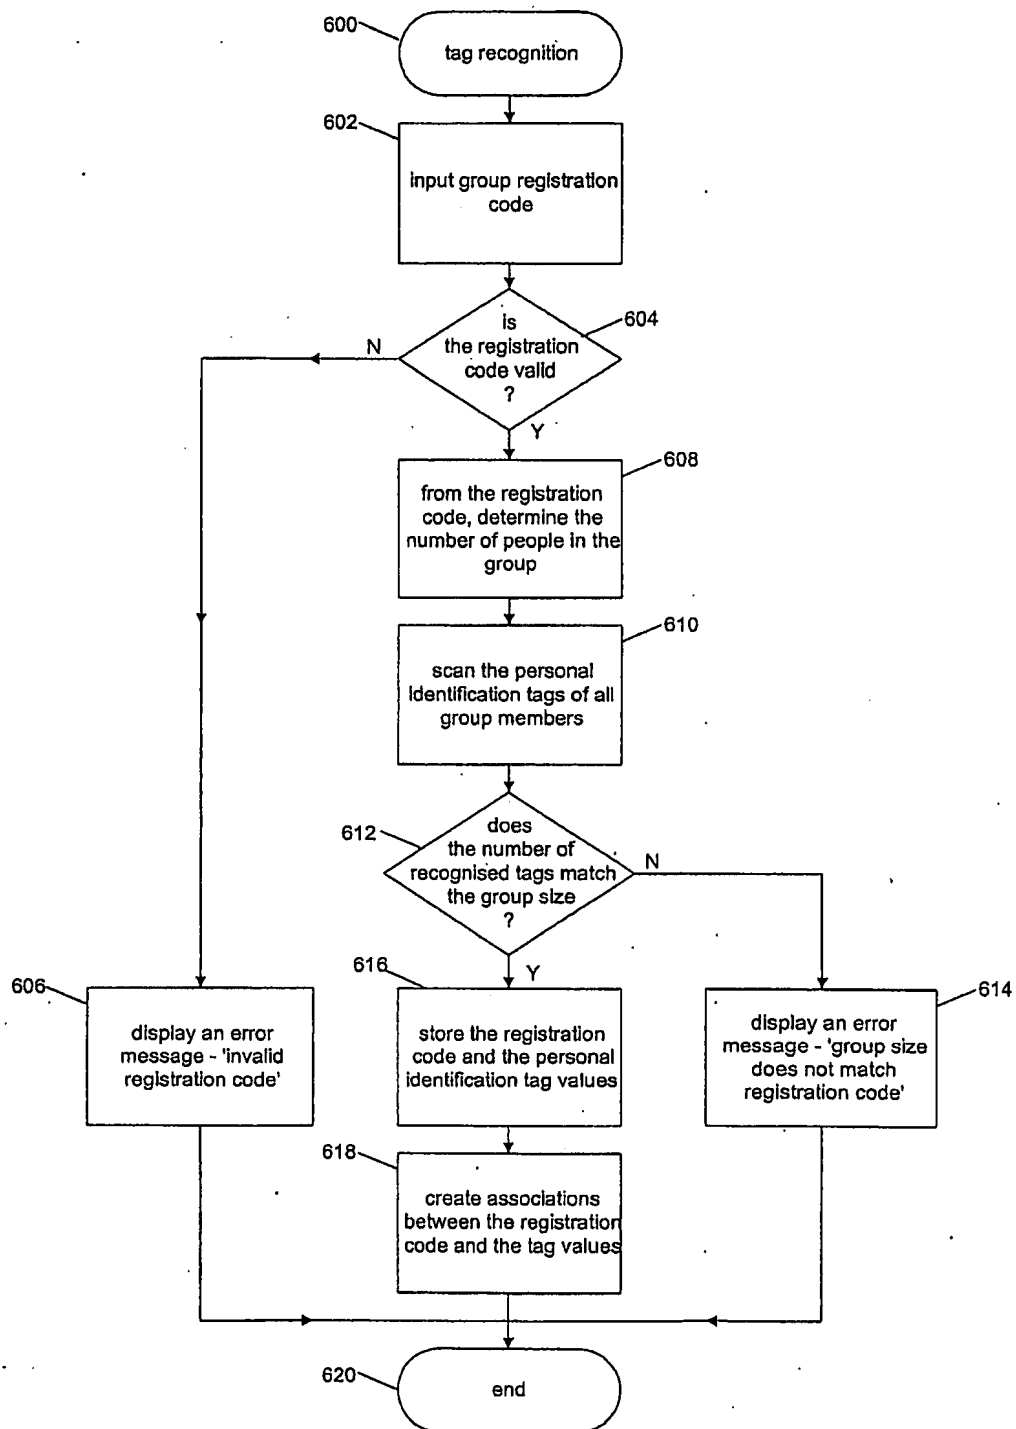 600
tag recognition
602
input group registration
code
604
is
the registration
code valid
?
N
Y
608
from the registration
code, determine the
number of people in the
group
610
scan the personal
identification tags of all
group members
612
does
the number of
recognised tags match
the group size
?
N
Y
606
display an error
message - 'invalid
registration code'
616
store the registration
code and the personal
identification tag values
614
display an error
message - 'group size
does not match
registration code'
618
create associations
between the registration
code and the tag values
620
end